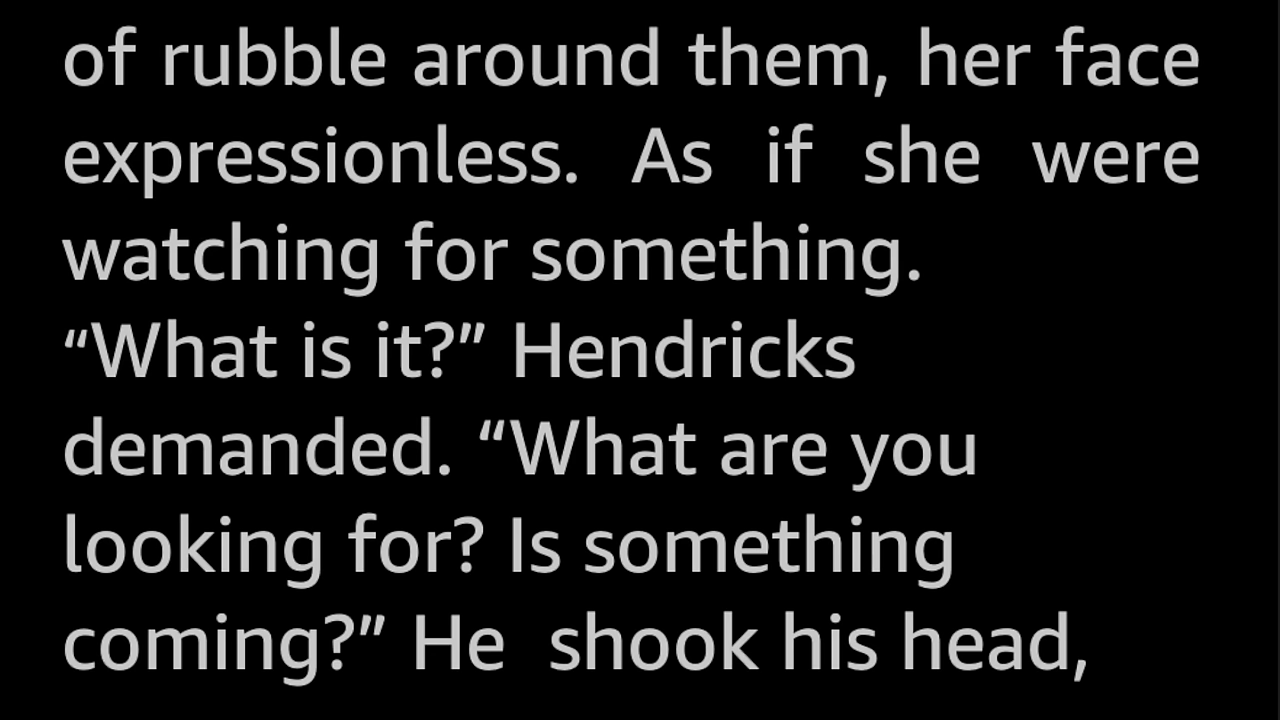 of rubble around them, her face
expressionless. As if she were
watching for something.
“What is it?” Hendricks
demanded. “What are you
looking for? Is something
coming?” He  shook his head,